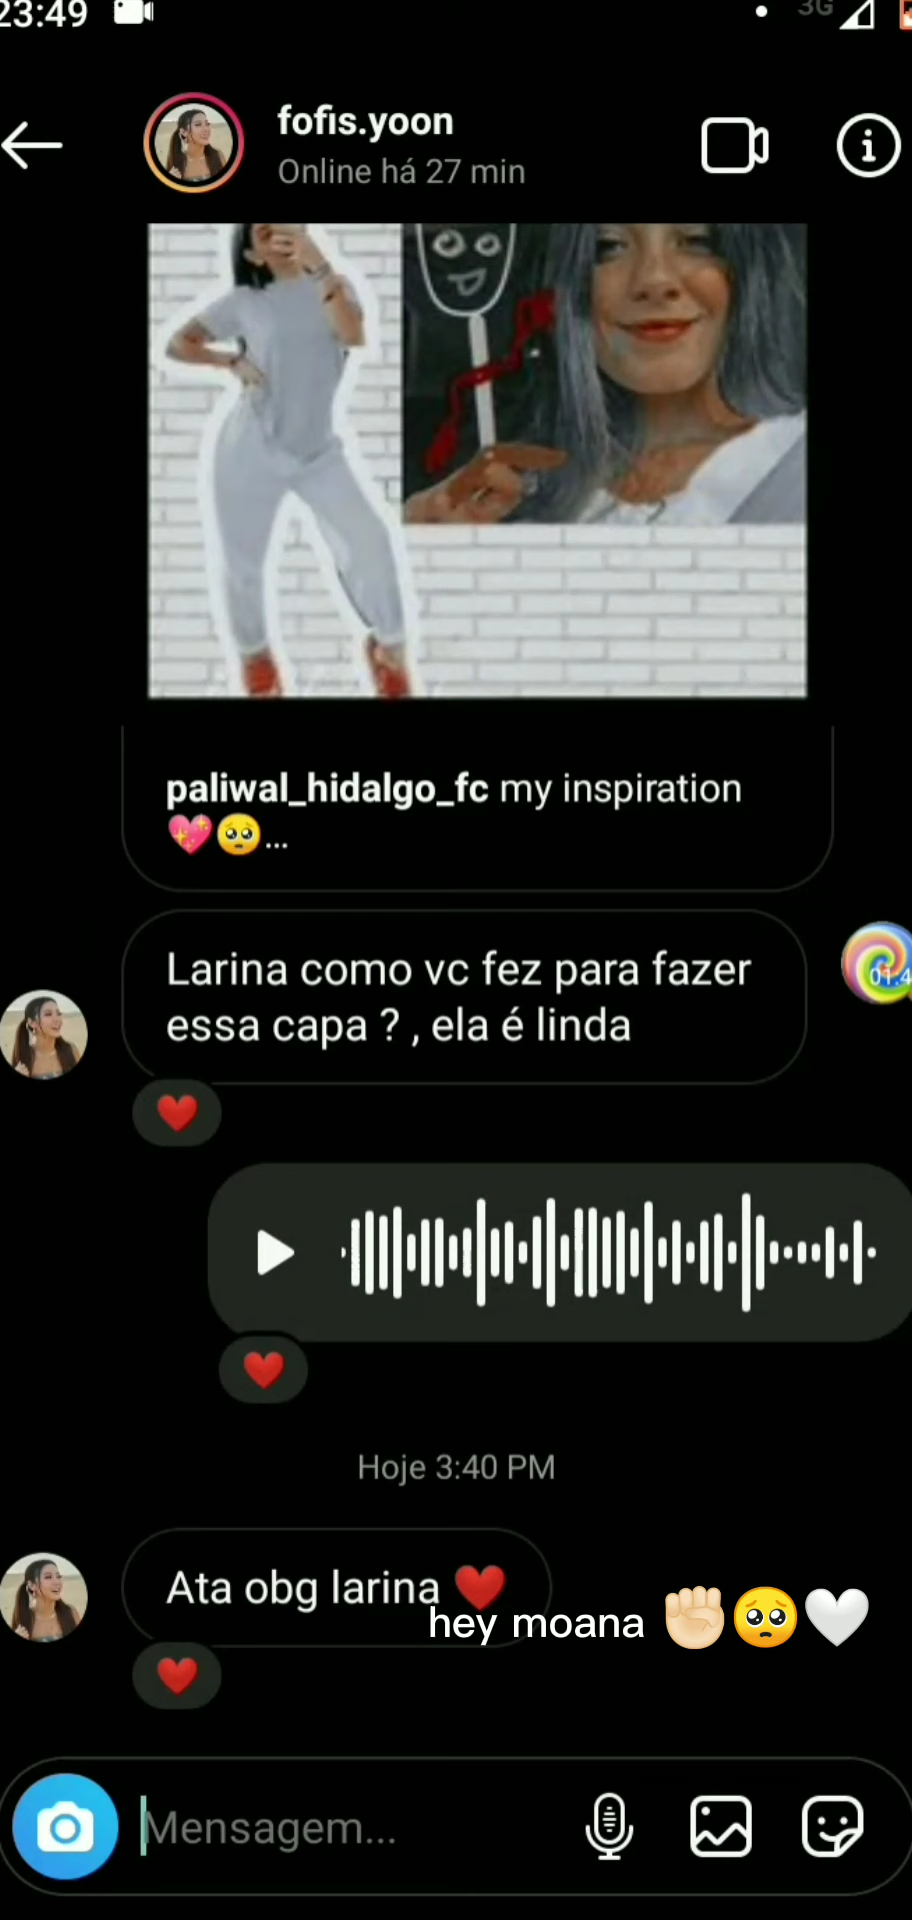 23:49
3G
fofis.yoon
Online há 27 min
paliwal_hidalgo_fc my inspiration
💖🥺...
Larina como vc fez para fazer
essa capa ? , ela é linda
❤️
❤️
Hoje 3:40 PM
Ata obg larina ❤️
hey moana ✊🏻🥺🤍
❤️
Mensagem...